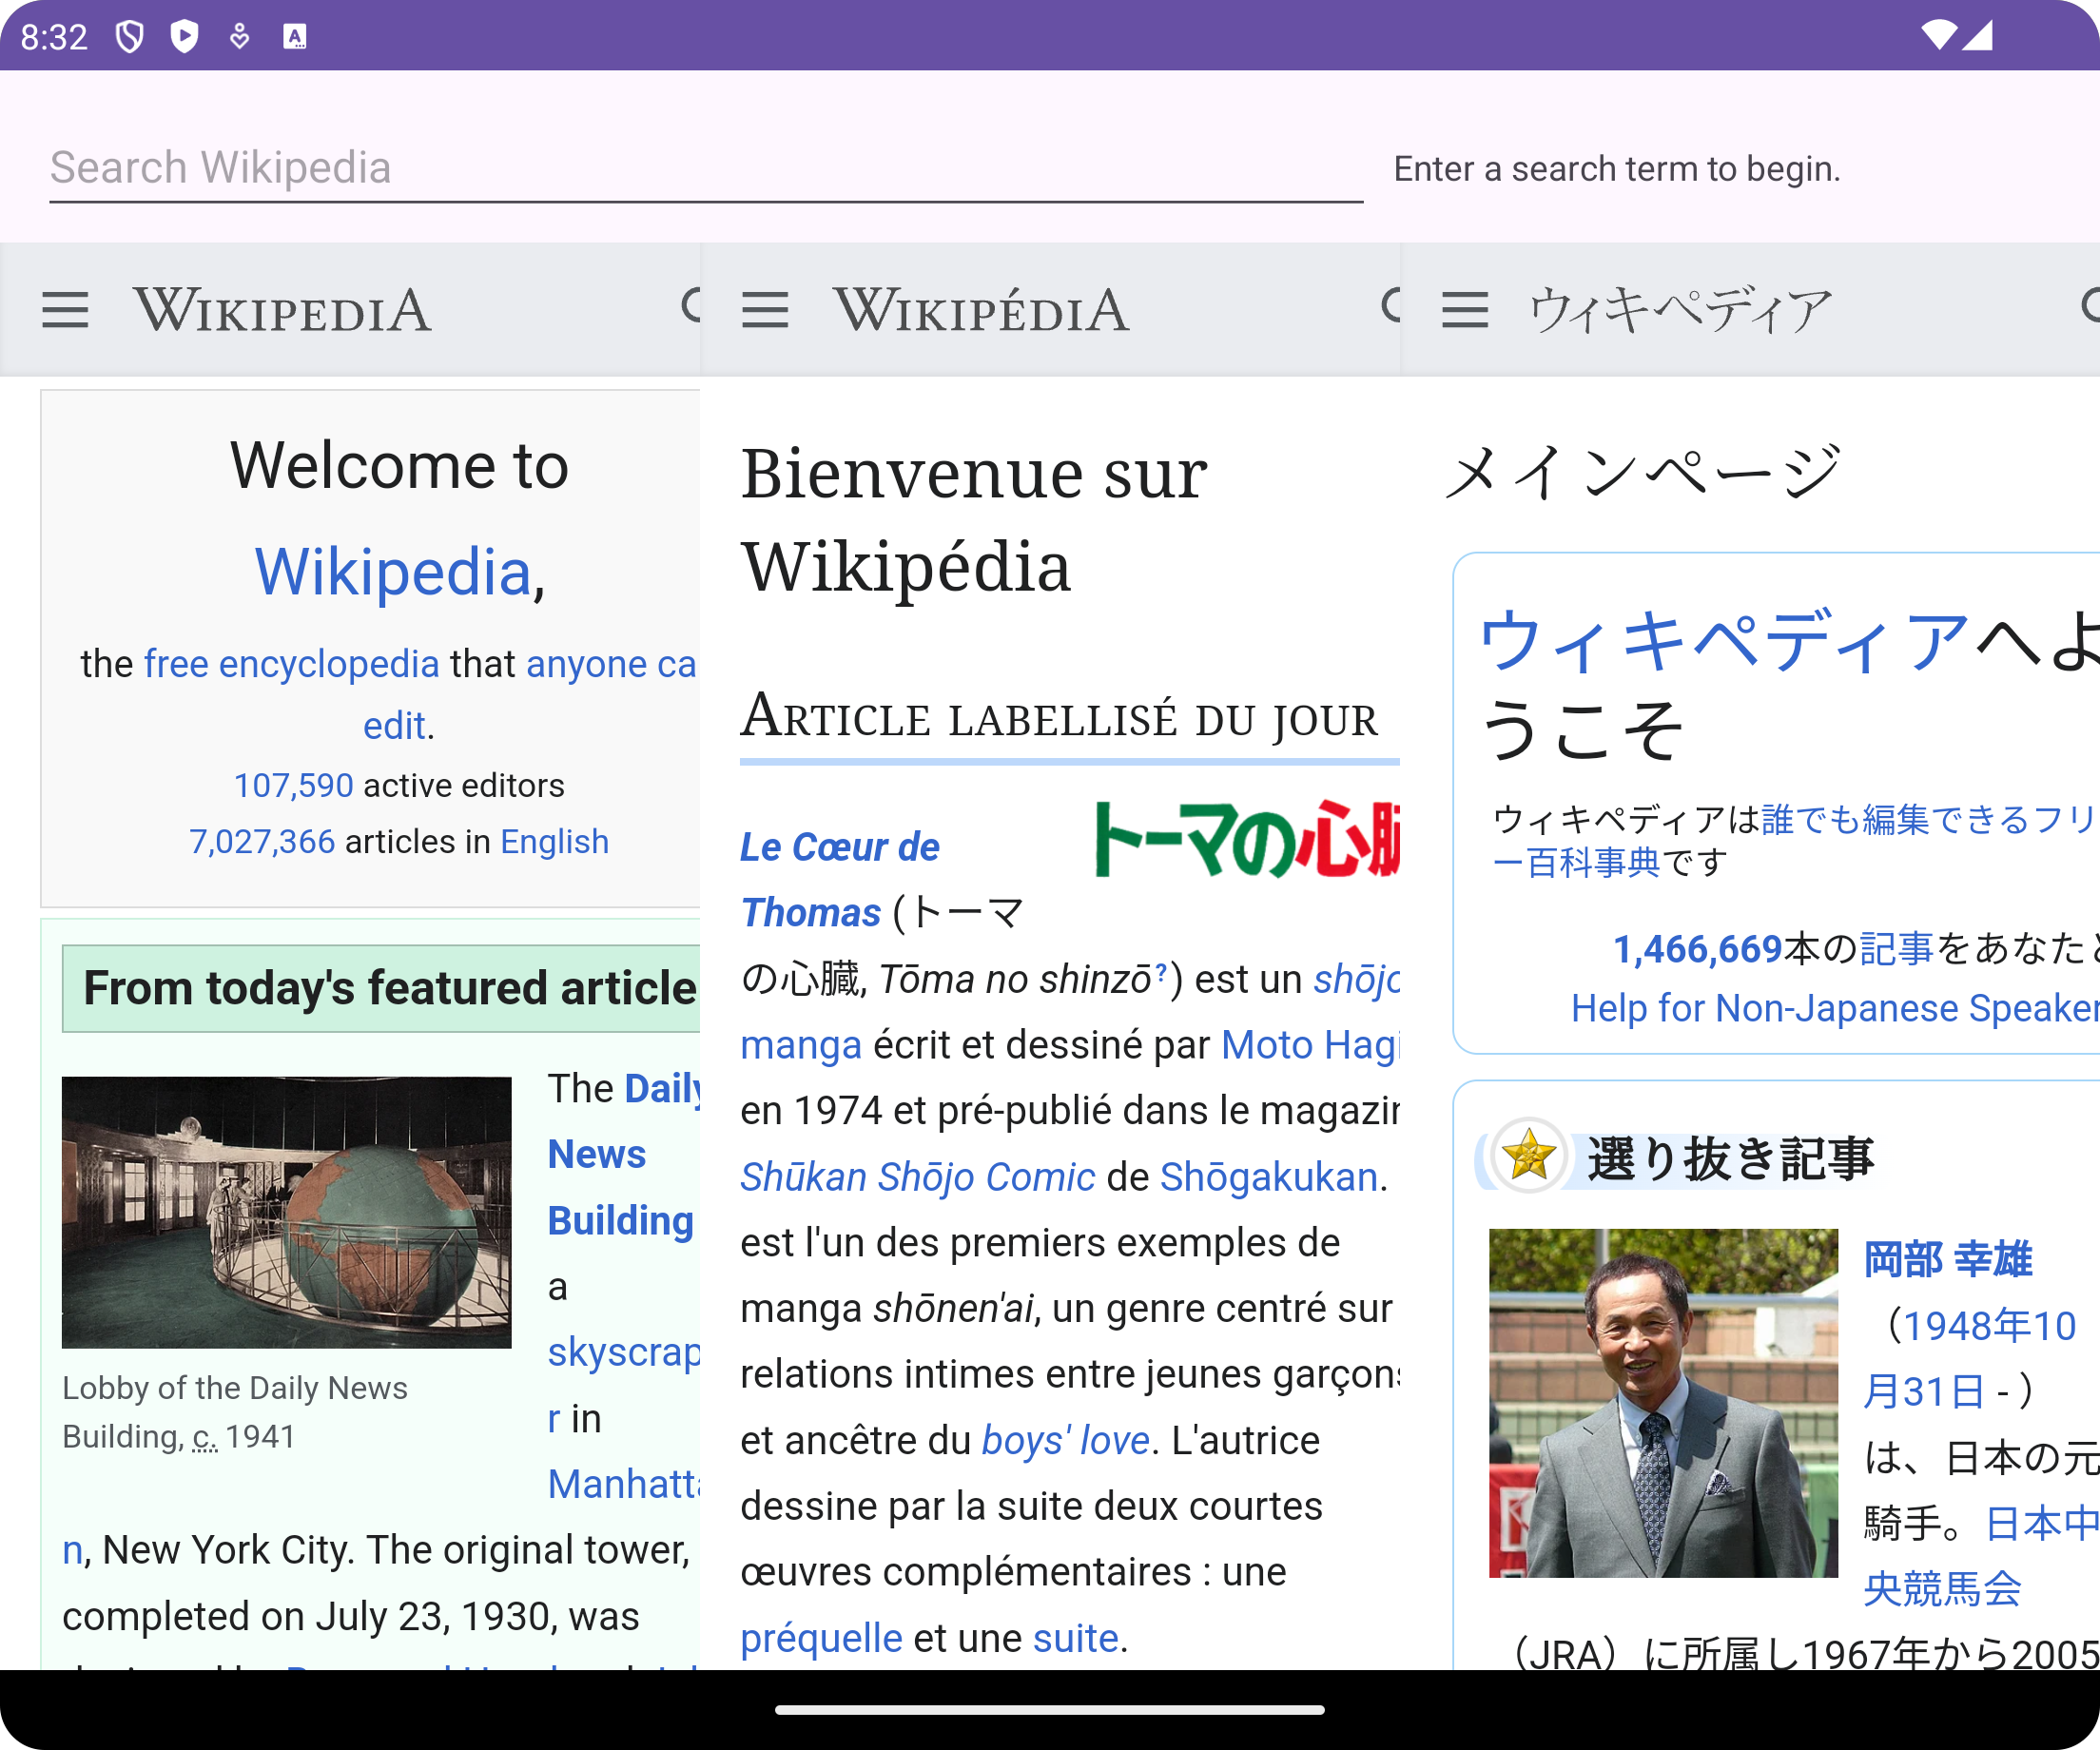 8:32
Search Wikipedia
Enter a search term to begin.
WIKIPEDIA
Welcome to
Wikipedia,
the free encyclopedia that anyone ca
edit.
107,590 active editors
7,027,366 articles in English
From today's featured article
The Daily
News
Building
a
skyscrap
r in
Manhatta
Lobby of the Daily News
Building, c. 1941
n, New York City. The original tower,
completed on July 23, 1930, was
WIKIPÉDIA
Bienvenue sur
Wikipédia
Article labellisé du jour
トーマの心臓
Le Cœur de
Thomas (トーマ
の心臓, Tōma no shinzō?) est un shōjo
manga écrit et dessiné par Moto Hagi
en 1974 et pré-publié dans le magazin
Shūkan Shōjo Comic de Shōgakukan.
est l'un des premiers exemples de
manga shōnen'ai, un genre centré sur
relations intimes entre jeunes garçons
et ancêtre du boys' love. L'autrice
dessine par la suite deux courtes
œuvres complémentaires : une
préquelle et une suite.
ウィキペディア
メインページ
ウィキペディアへよ
うこそ
ウィキペディアは誰でも編集できるフリ
ー百科事典です
1,466,669本の記事をあなたと
Help for Non-Japanese Speaker
選り抜き記事
岡部 幸雄
（1948年10
月31日 - ）
は、日本の元
騎手。日本中
央競馬会
（JRA）に所属し1967年から2005